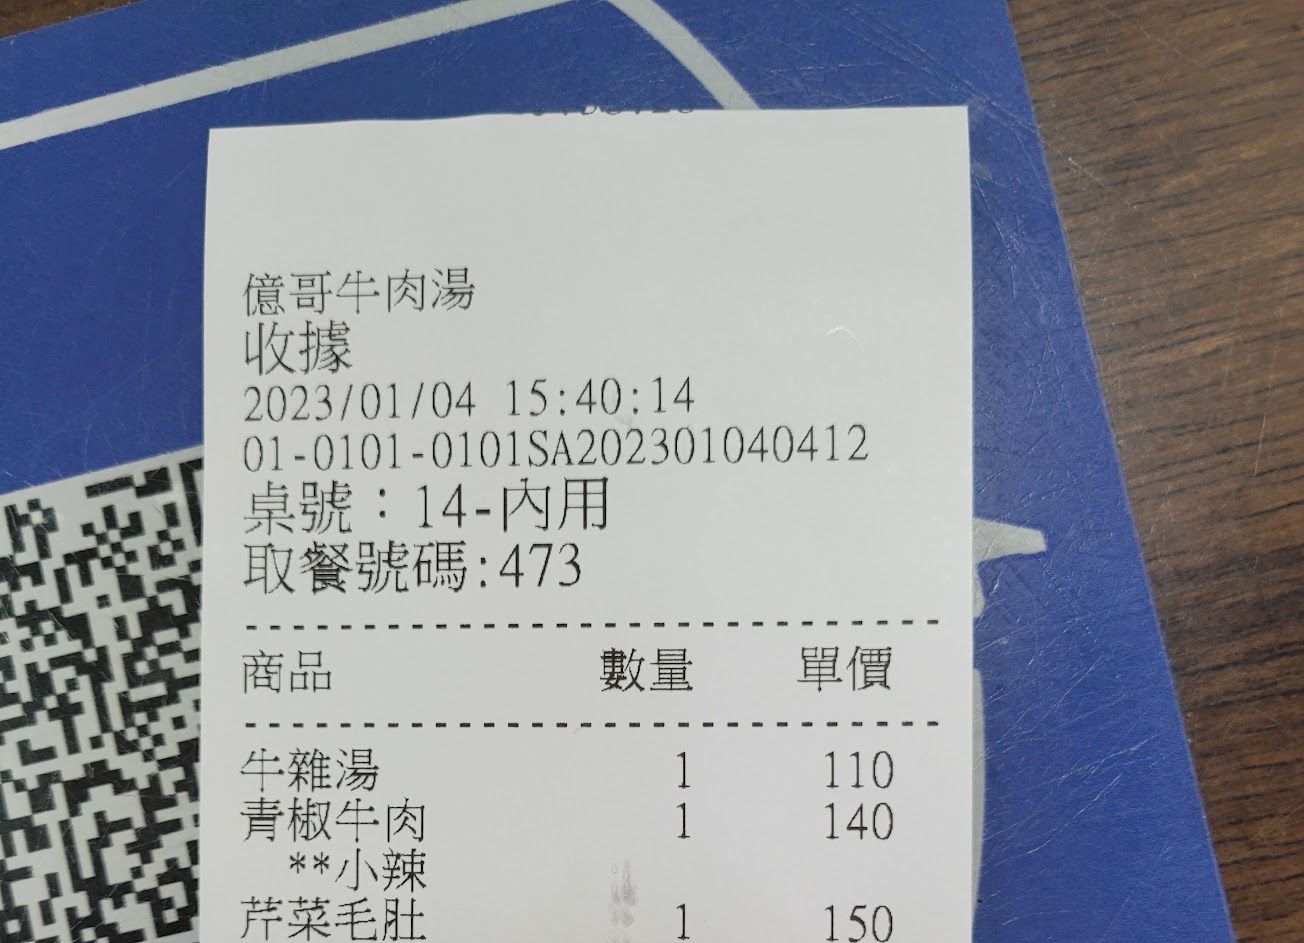 億哥牛肉湯
收據
2023/01/04 15:40:14
01-0101-0101SA202301040412
桌號：14-內用
取餐號碼:473
--------------------------------
商品 數量 單價
--------------------------------
牛雜湯 1 110
青椒牛肉 1 140
**小辣
芹菜毛肚 1 150